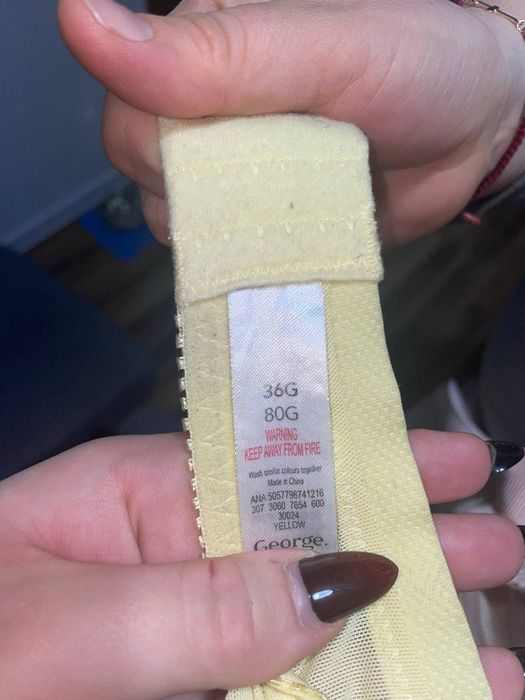 36G
80G
WARNING
KEEP AWAY FROM FIRE
Wash similar colours together
Made in China
ANA 5057796741216
307 3060 7654 600
30024
YELLOW
George.